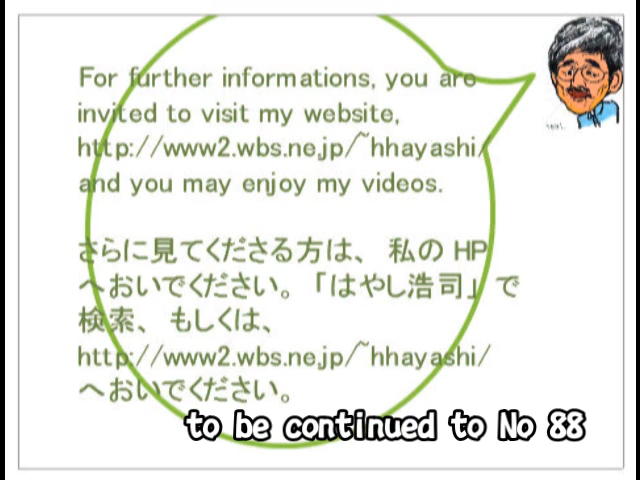 For further informations, you are
invited to visit my website,
http://www2.wbs.ne.jp/~hhayashi/
and you may enjoy my videos.
さらに見てくださる方は、 私の HP
へおいでください。「はやし浩司」で
検索、 もしくは、
http://www2.wbs.ne.jp/~hhayashi/
へおいでください。
to be continued to No 88